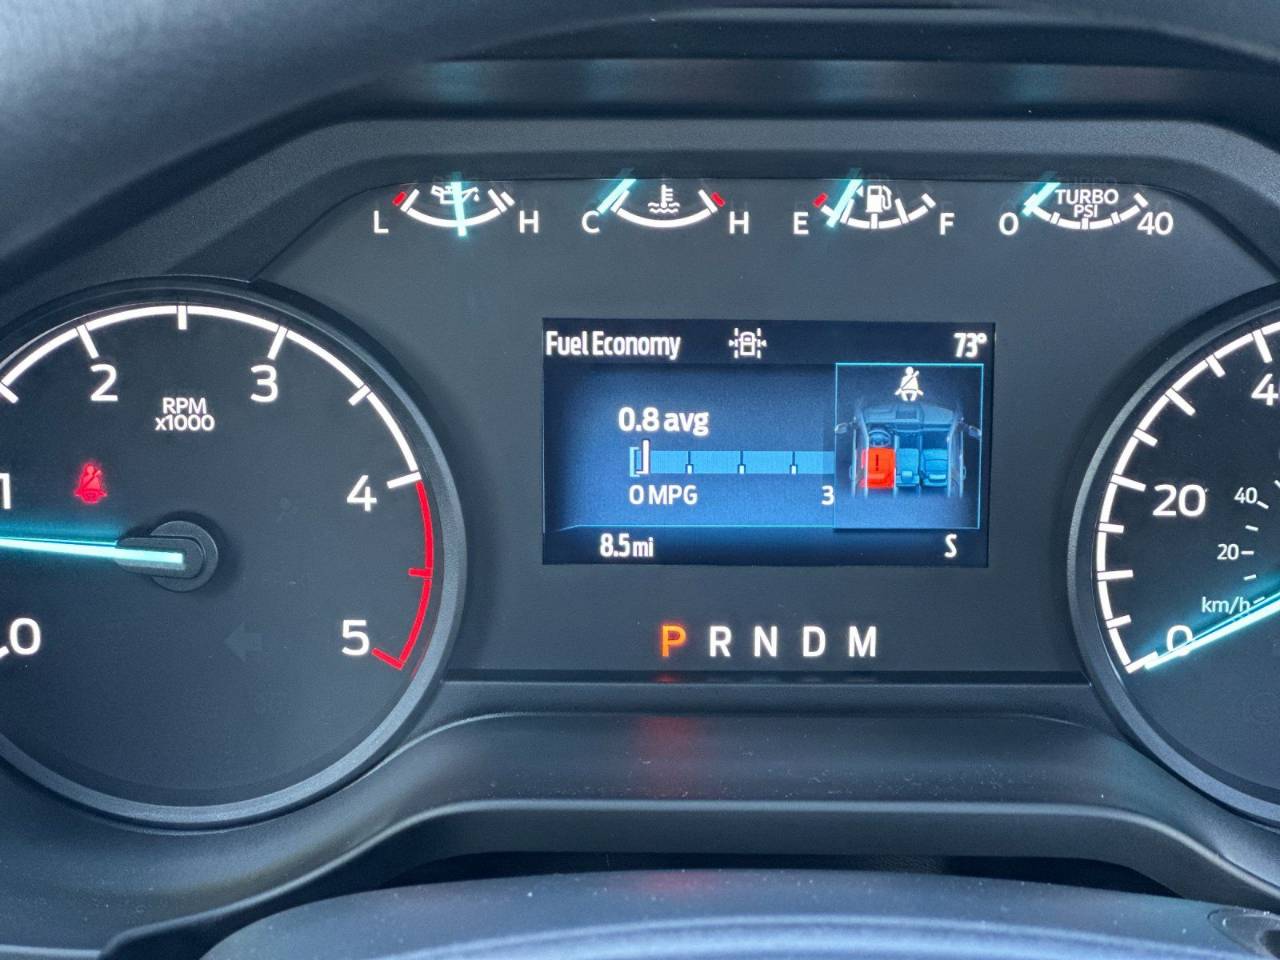 L H C H E F 0 TURBO PSI 40
Fuel Economy 73°
0.8 avg
0 MPG 3
8.5 mi S
P R N D M
0 1 2 3 4 5
RPM
x1000
0 20
20 40
km/h